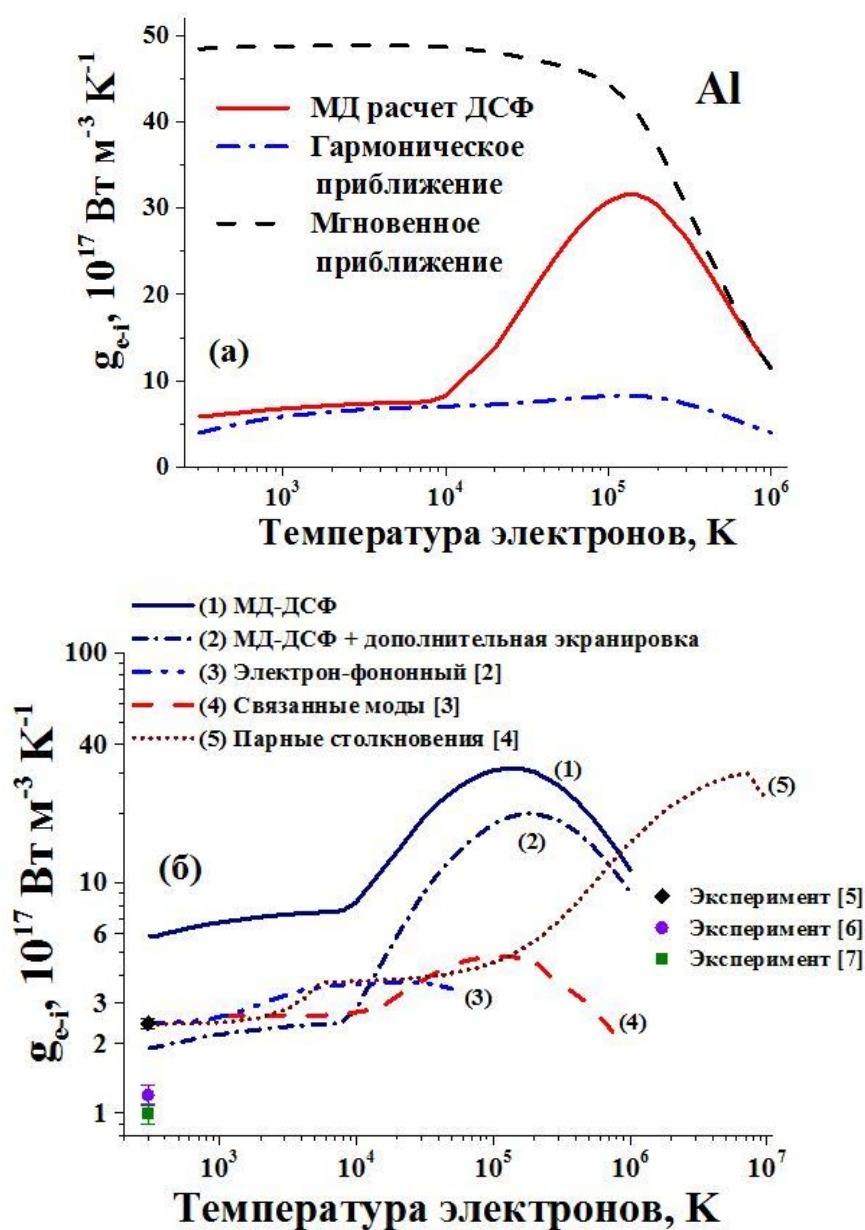 50
40
30
20
10
0
g_e-i, 10^17 Вт м^-3 К^-1
Al
МД расчет ДСФ
Гармоническое
приближение
Мгновенное
приближение
(а)
10^3 10^4 10^5 10^6
Температура электронов, К
(1) МД-ДСФ
(2) МД-ДСФ + дополнительная экранировка
(3) Электрон-фононный [2]
(4) Связанные моды [3]
(5) Парные столкновения [4]
100
40
10
6
3
2
1
g_e-i, 10^17 Вт м^-3 К^-1
(б)
(1)
(2)
(3)
(4)
(5)
Эксперимент [5]
Эксперимент [6]
Эксперимент [7]
10^3 10^4 10^5 10^6 10^7
Температура электронов, К